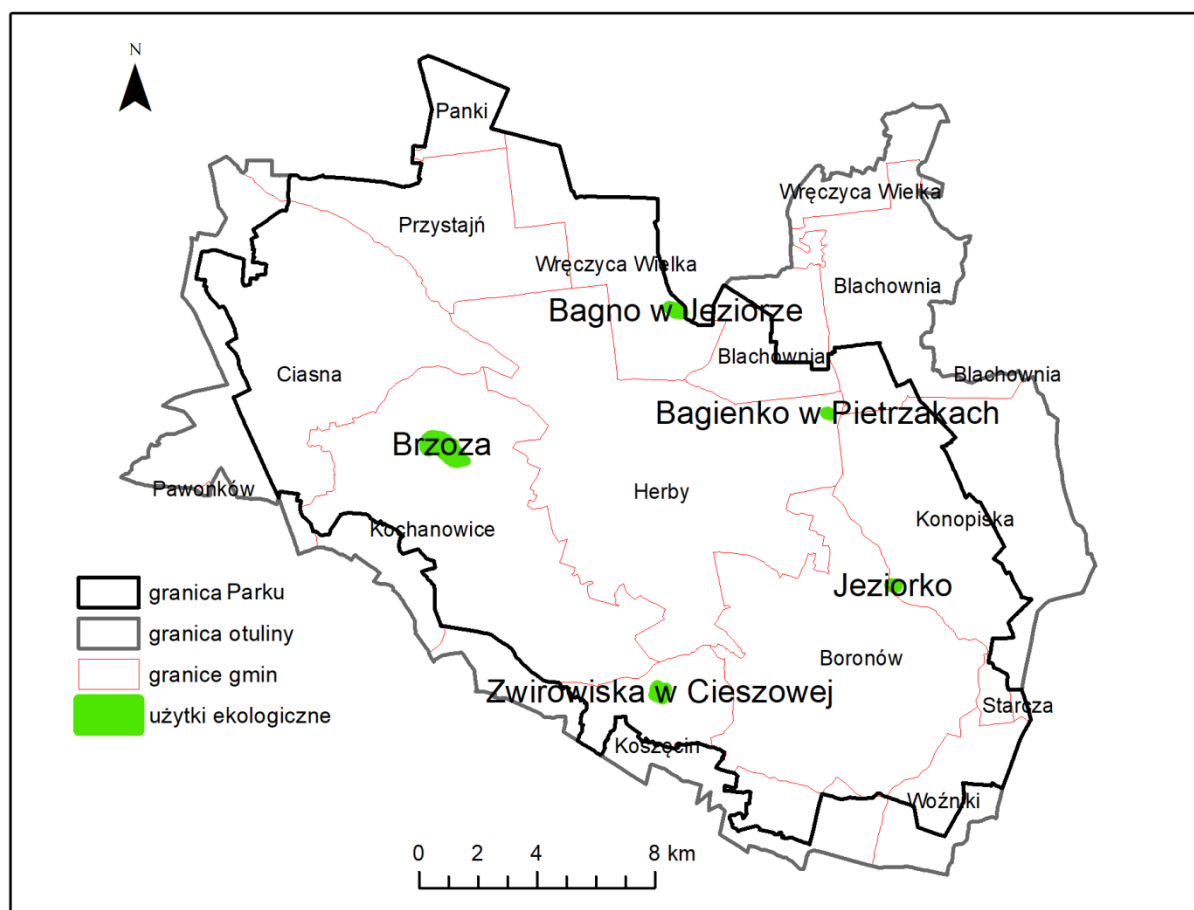 N
Panki
Wręczyca Wielka
Przystajń
Wręczyca Wielka
Blachownia
Bagno w Jeziorze
Blachownia
Ciasna
Blachownia
Bagienko w Pietrzakach
Brzoza
Pawonków
Herby
Kochanowice
Konopiska
granica Parku
Jeziorko
granica otuliny
granice gmin
Boronów
Zwirowiska w Cieszowej
Starcza
użytki ekologiczne
Koszęcin
Woźniki
0 2 4 8 km